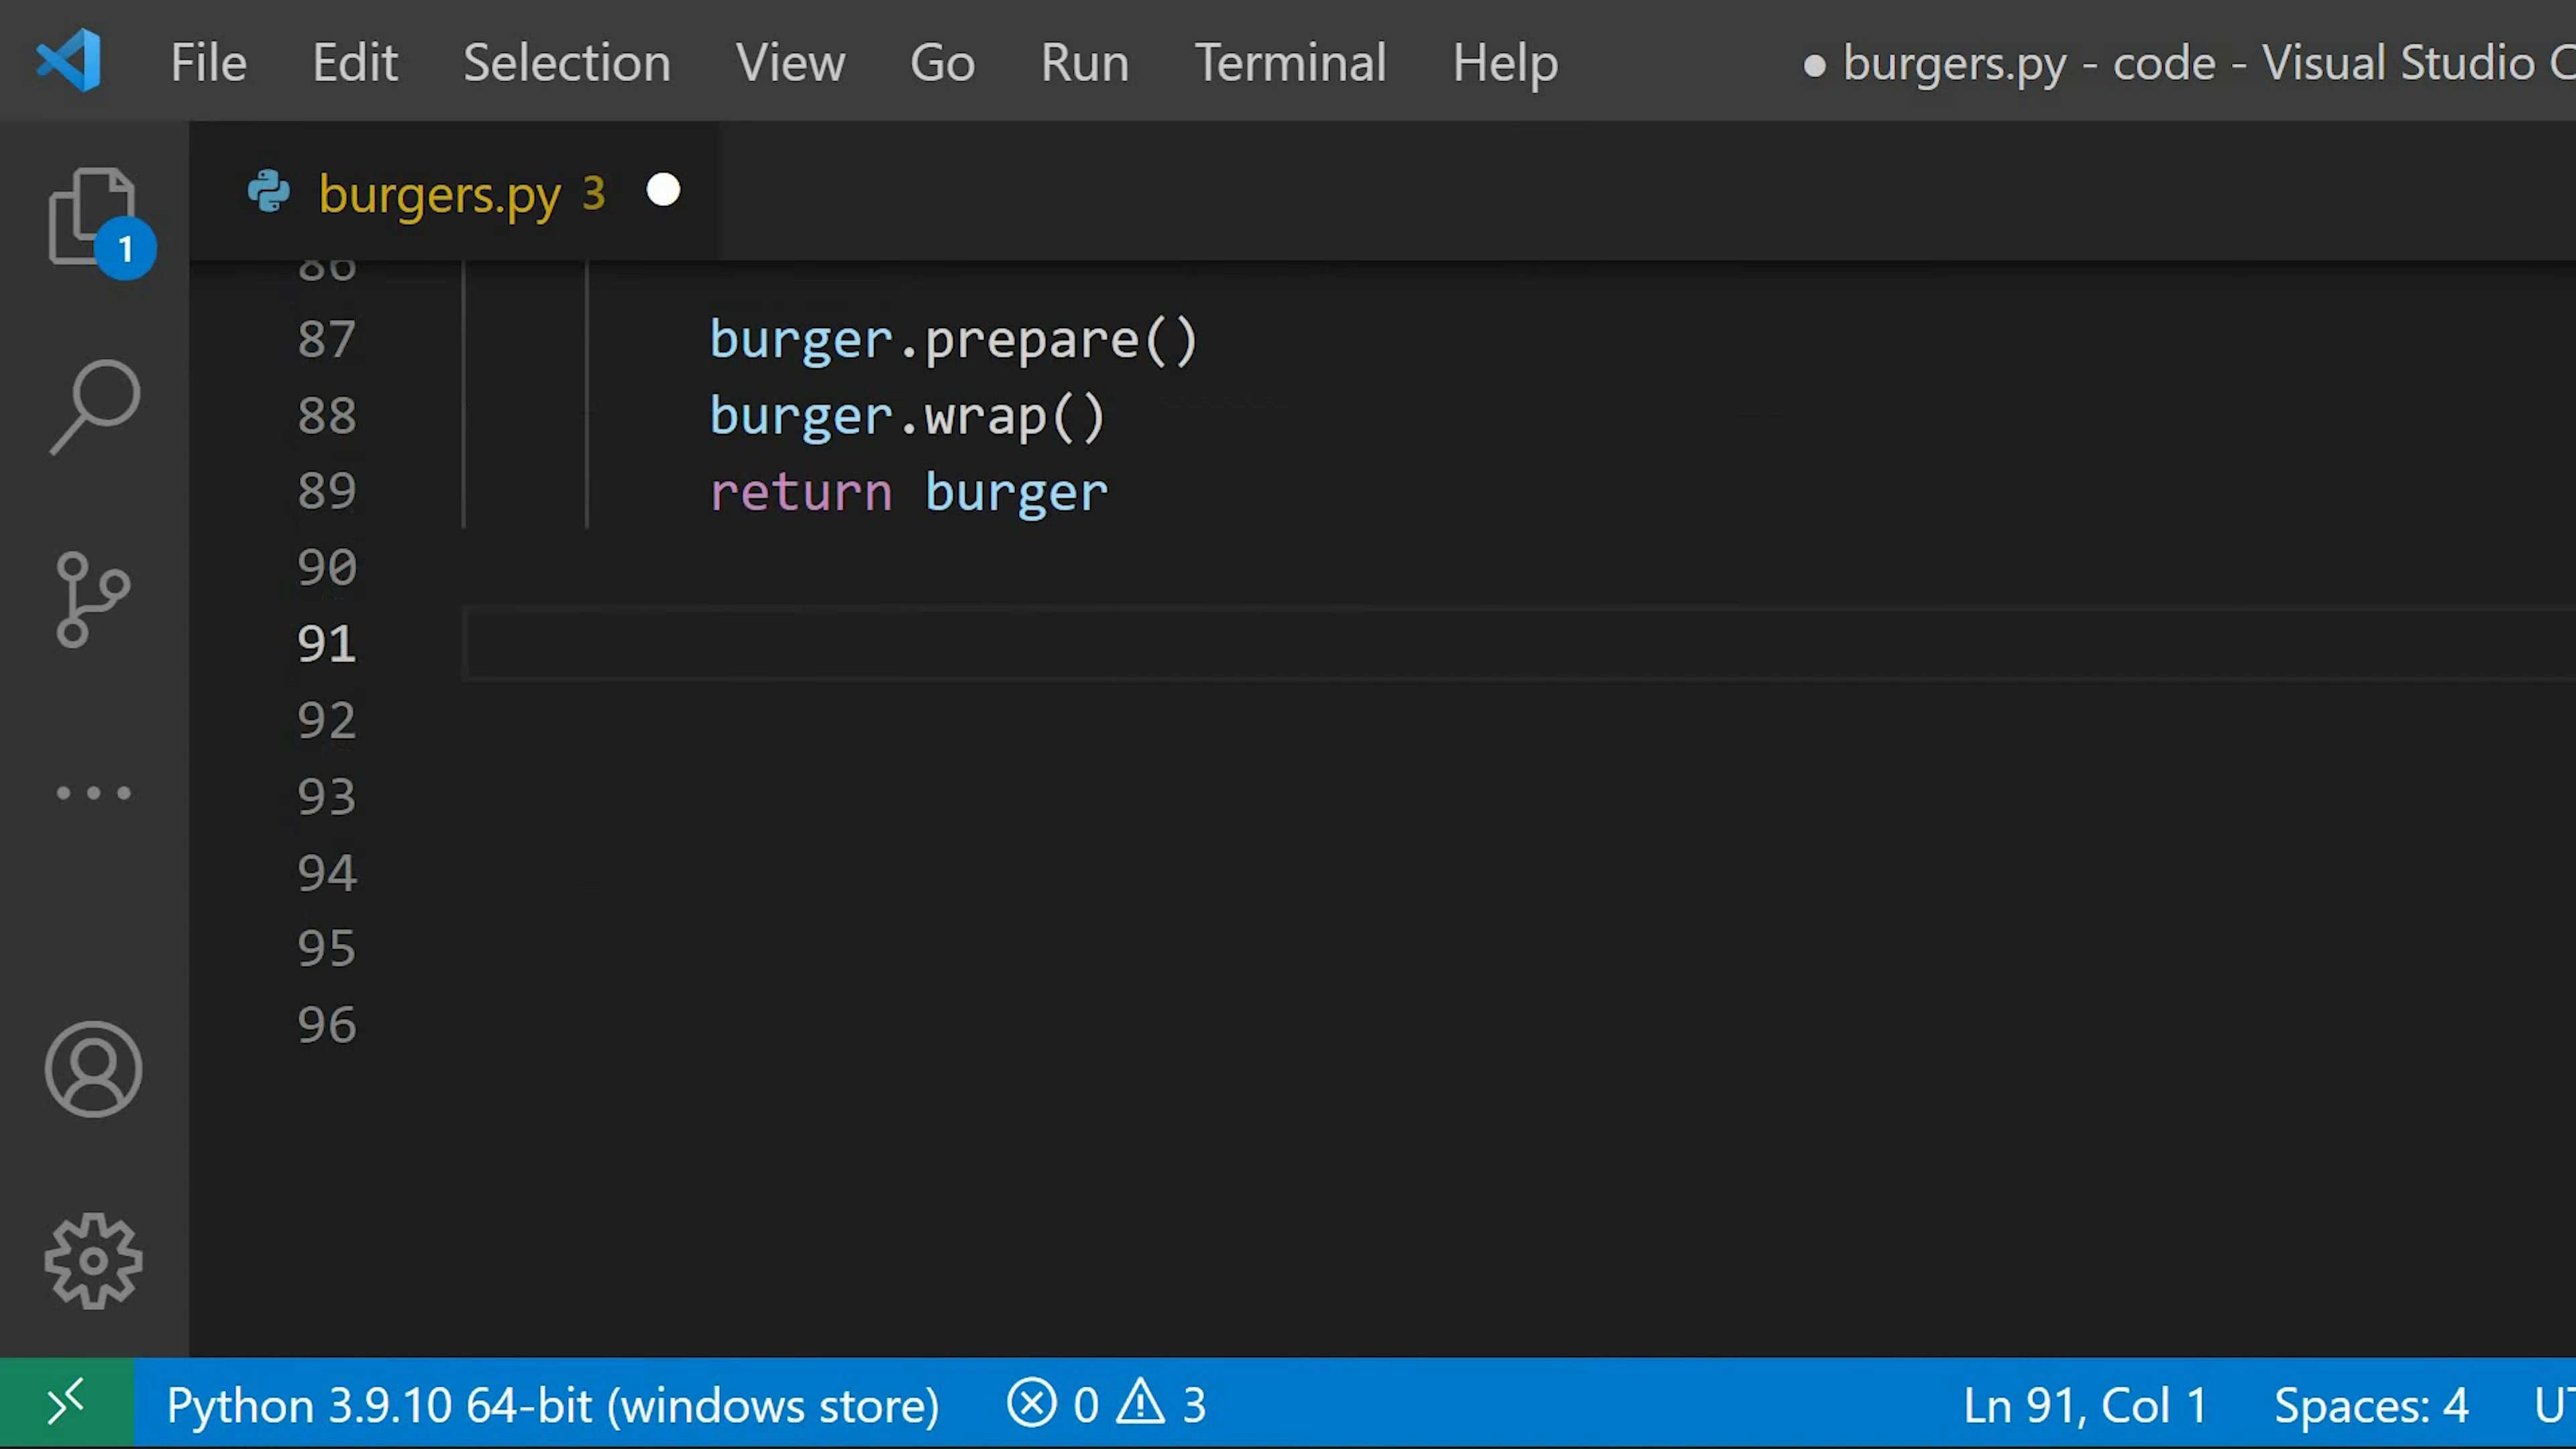 File Edit Selection View Go Run Terminal Help ● burgers.py - code - Visual Studio
burgers.py 3
1
86
87 burger.prepare()
88 burger.wrap()
89 return burger
90
91
92
93
94
95
96
Python 3.9.10 64-bit (windows store) 0 3 Ln 91, Col 1 Spaces: 4